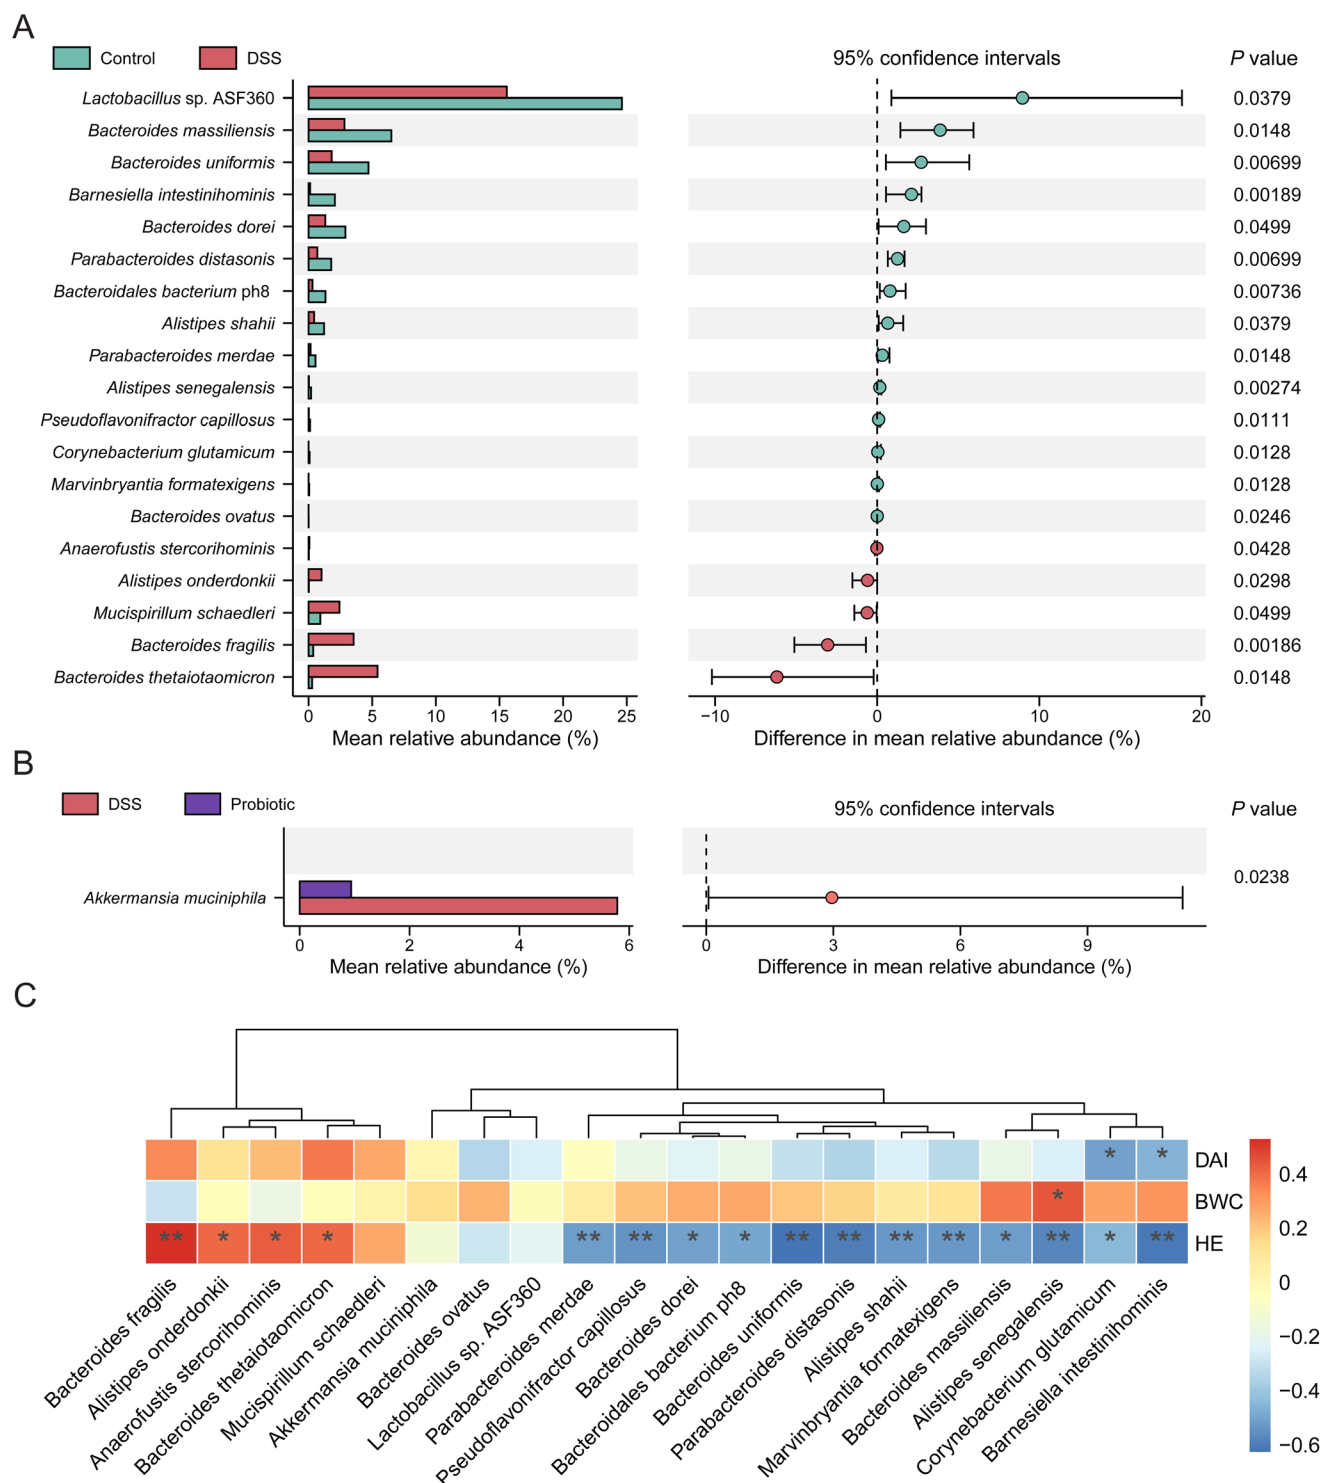 A
Control DSS 95% confidence intervals P value
Lactobacillus sp. ASF360 0.0379
Bacteroides massiliensis 0.0148
Bacteroides uniformis 0.00699
Barnesiella intestinihominis 0.00189
Bacteroides dorei 0.0499
Parabacteroides distasonis 0.00699
Bacteroidales bacterium ph8 0.00736
Alistipes shahii 0.0379
Parabacteroides merdae 0.0148
Alistipes senegalensis 0.00274
Pseudoflavonifractor capillosus 0.0111
Corynebacterium glutamicum 0.0128
Marvinbryantia formatexigens 0.0128
Bacteroides ovatus 0.0246
Anaerofustis stercorihominis 0.0428
Alistipes onderdonkii 0.0298
Mucispirillum schaedleri 0.0499
Bacteroides fragilis 0.00186
Bacteroides thetaiotaomicron 0.0148
0 5 10 15 20 25 −10 0 10 20
Mean relative abundance (%) Difference in mean relative abundance (%)
B
DSS Probiotic 95% confidence intervals P value
0.0238
Akkermansia muciniphila
0 2 4 6 0 3 6 9
Mean relative abundance (%) Difference in mean relative abundance (%)
C
* * DAI
* BWC
** * * * ** ** * * ** ** ** ** * ** * ** HE
0.4
0.2
0
−0.2
−0.4
−0.6
Bacteroides fragilis
Alistipes onderdonkii
Anaerofustis stercorihominis
Bacteroides thetaiotaomicron
Mucispirillum schaedleri
Akkermansia muciniphila
Bacteroides ovatus
Lactobacillus sp. ASF360
Parabacteroides merdae
Pseudoflavonifractor capillosus
Bacteroides dorei
Bacteroidales bacterium ph8
Bacteroides uniformis
Parabacteroides distasonis
Alistipes shahii
Marvinbryantia formatexigens
Bacteroides massiliensis
Alistipes senegalensis
Corynebacterium glutamicum
Barnesiella intestinihominis